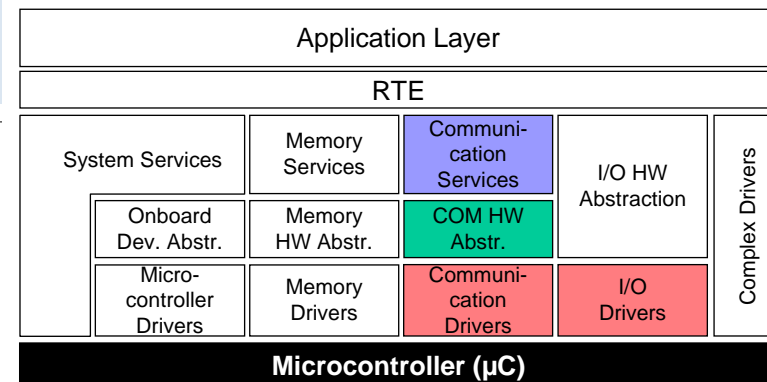 Application Layer
RTE
System Services
Memory
Services
Communi-
cation
Services
I/O HW
Abstraction
Complex Drivers
Onboard
Dev. Abstr.
Memory
HW Abstr.
COM HW
Abstr.
Micro-
controller
Drivers
Memory
Drivers
Communi-
cation
Drivers
I/O
Drivers
Microcontroller (µC)